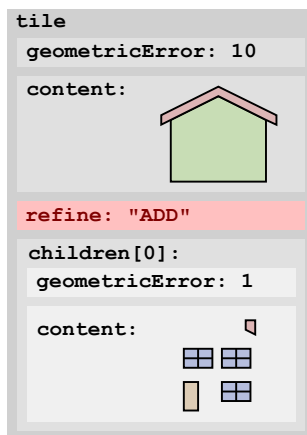 tile
geometricError: 10
content:
refine: "ADD"
children[0]:
geometricError: 1
content: